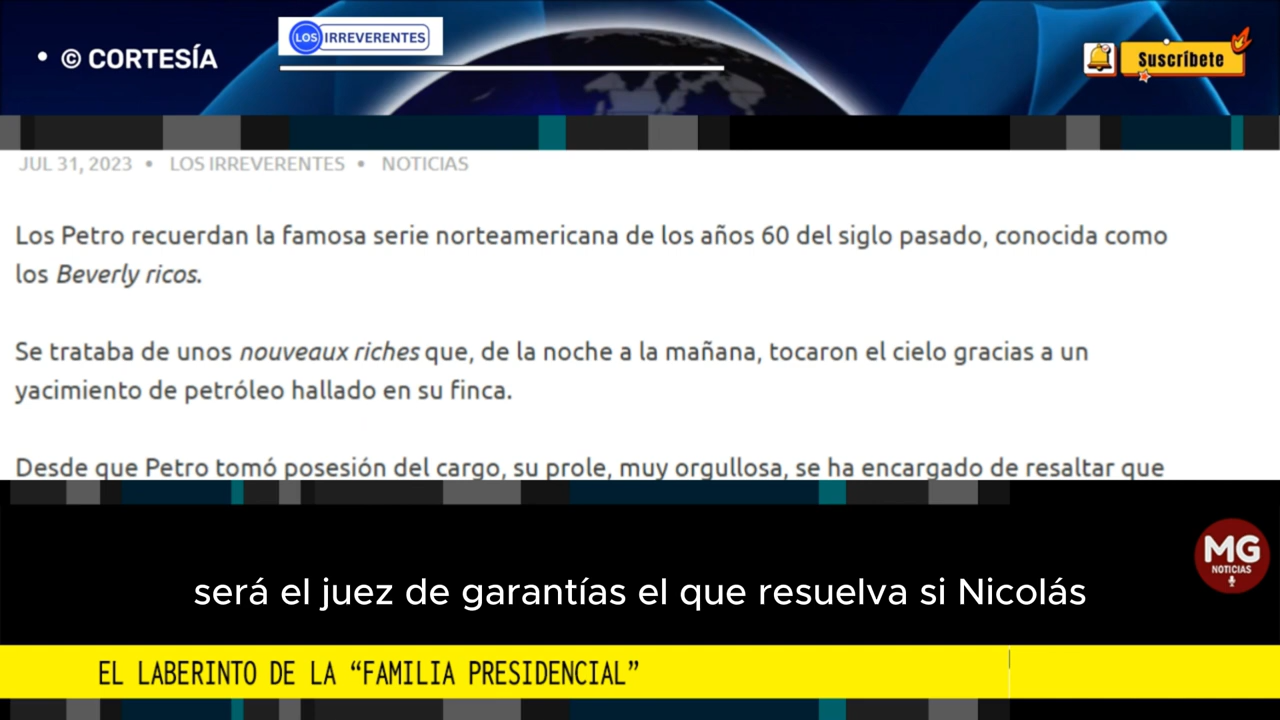 • © CORTESÍA
LOS IRREVERENTES
Suscríbete
JUL 31, 2023 • LOS IRREVERENTES • NOTICIAS
Los Petro recuerdan la famosa serie norteamericana de los años 60 del siglo pasado, conocida como
los Beverly ricos.
Se trataba de unos nouveaux riches que, de la noche a la mañana, tocaron el cielo gracias a un
yacimiento de petróleo hallado en su finca.
Desde que Petro tomó posesión del cargo, su prole, muy orgullosa, se ha encargado de resaltar que
MG
NOTICIAS
será el juez de garantías el que resuelva si Nicolás
EL LABERINTO DE LA “FAMILIA PRESIDENCIAL”